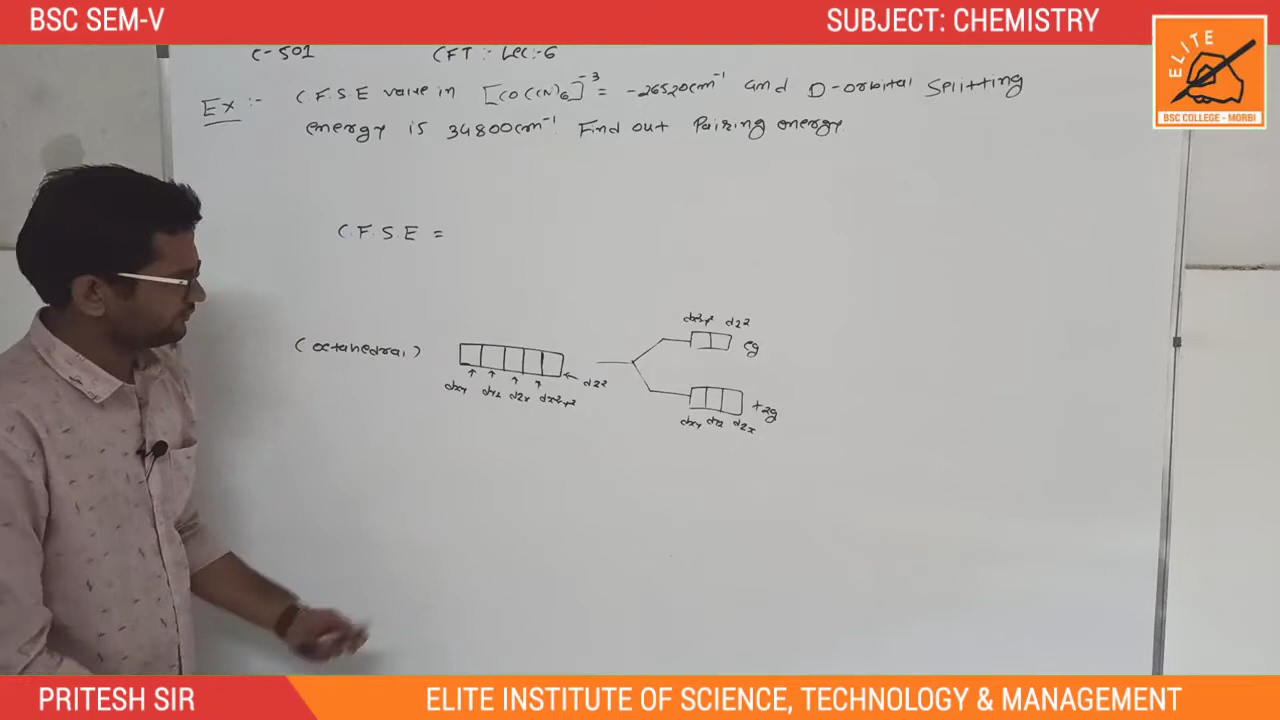 BSC SEM-V
SUBJECT: CHEMISTRY
ELITE
BSC COLLEGE - MORBI
C-501 CFT :- Lec:-6
Ex :- C.F.S.E value in [CO(CN)6]-3 = -26520cm-1 and D-orbital Splitting
energy is 34800cm-1. Find out Pairing energy.
C.F.S.E =
(octahedral)
dx2-y2 dz2
eg
dxy dyz dzx dx2-y2 dz2
t2g
dxy dyz dzx
PRITESH SIR
ELITE INSTITUTE OF SCIENCE, TECHNOLOGY & MANAGEMENT